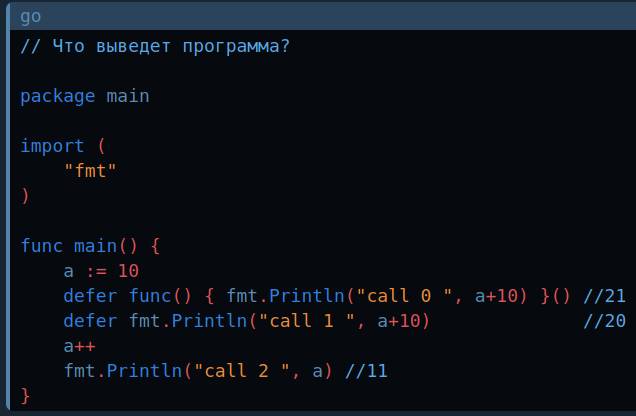 go
// Что выведет программа?
package main
import (
"fmt"
)
func main() {
a := 10
defer func() { fmt.Println("call 0 ", a+10) }() //21
defer fmt.Println("call 1 ", a+10) //20
a++
fmt.Println("call 2 ", a) //11
}